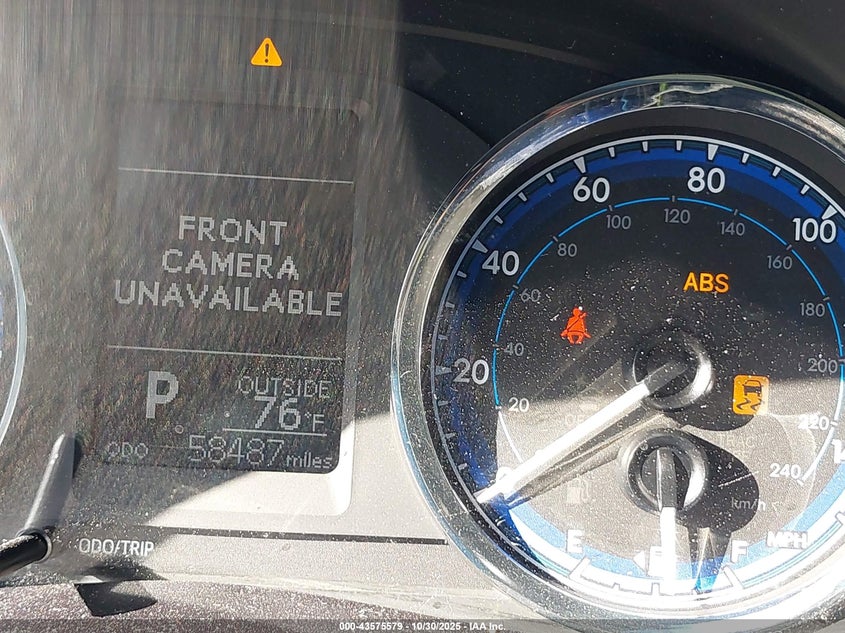 FRONT
CAMERA
UNAVAILABLE
P
OUTSIDE
76°F
ODO 58487 miles
ODO/TRIP
0
20
40
60
80
100
20
40
60
80
100
120
140
160
180
200
220
240
km/h
MPH
ABS
E
F
000-43575579 - 10/30/2025 - IAA Inc.